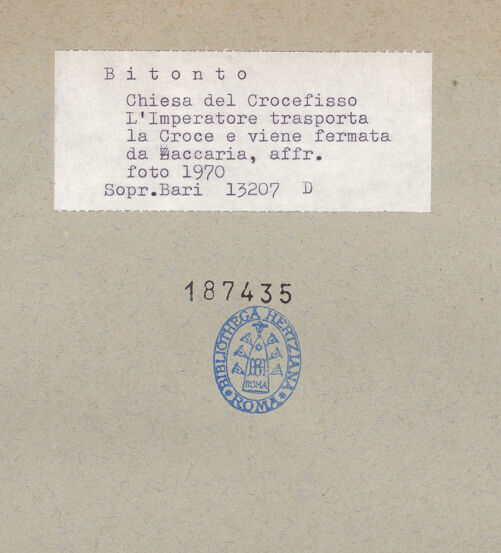 B i t o n t o
Chiesa del Crocefisso
L'Imperatore trasporta
la Croce e viene fermata
da Zaccaria, affr.
foto 1970
Sopr.Bari 13207 D
187435
BIBLIOTHECA HERTZIANA
ROMA
ROMA